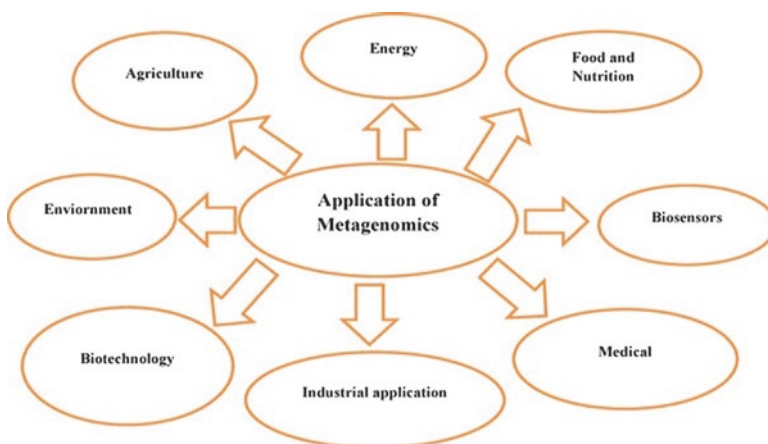 Energy
Agriculture
Food and
Nutrition
Application of
Metagenomics
Enviornment
Biosensors
Biotechnology
Medical
Industrial application